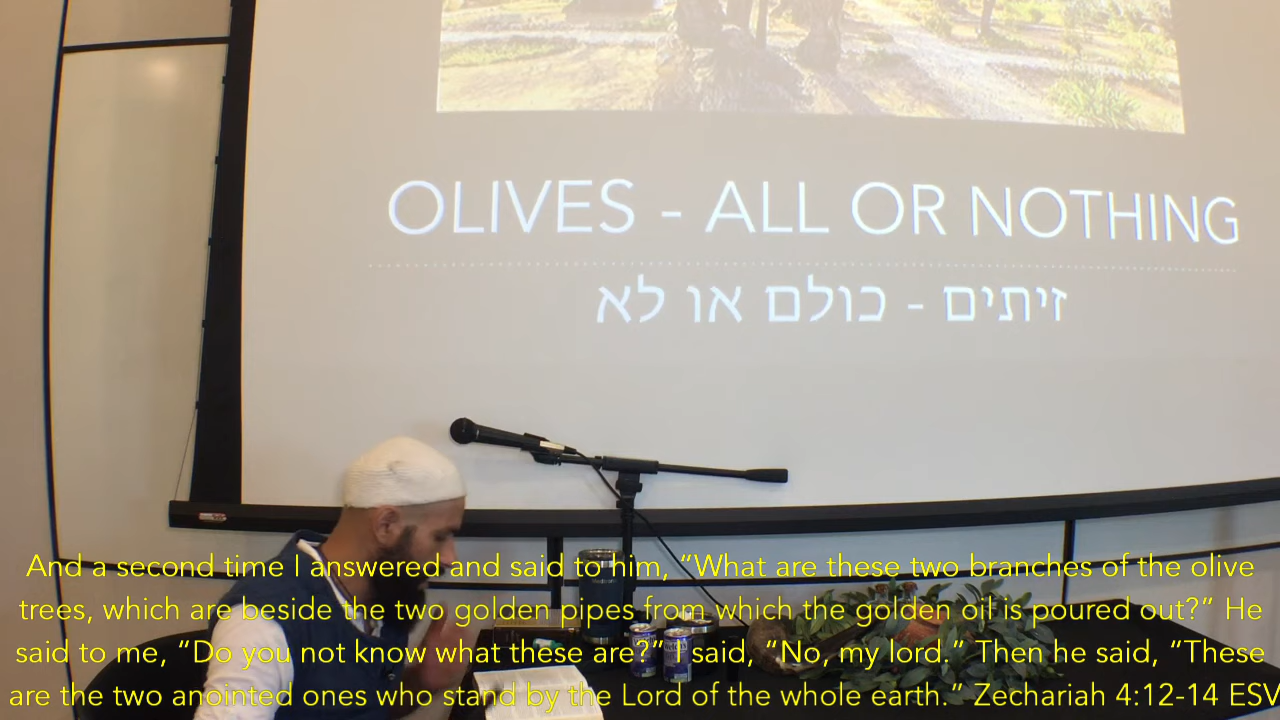 OLIVES - ALL OR NOTHING
זיתים - כולם או לא
And a second time I answered and said to him, “What are these two branches of the olive
trees, which are beside the two golden pipes from which the golden oil is poured out?” He
said to me, “Do you not know what these are?” I said, “No, my lord.” Then he said, “These
are the two anointed ones who stand by the Lord of the whole earth.” Zechariah 4:12-14 ESV